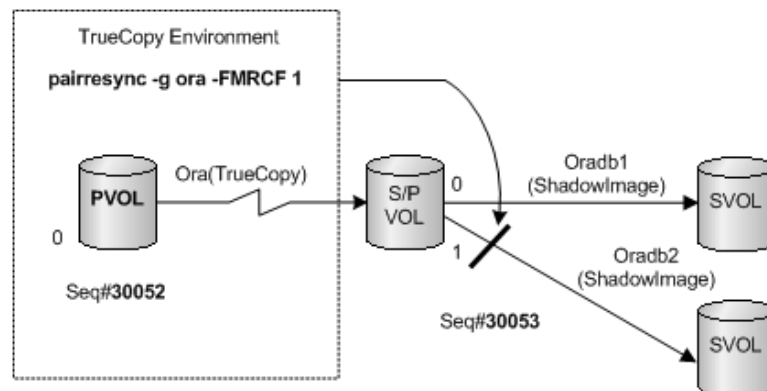 TrueCopy Environment
pairresync -g ora -FMRCF 1
Ora(TrueCopy)
PVOL
0
Seq#30052
S/P
VOL
0
1
Seq#30053
Oradb1
(ShadowImage)
SVOL
Oradb2
(ShadowImage)
SVOL